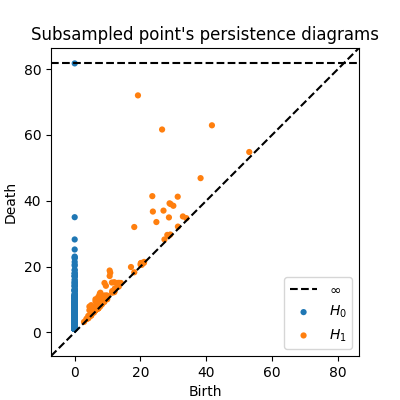 Subsampled point's persistence diagrams
Death
80
60
40
20
0
0 20 40 60 80
Birth
∞
H₀
H₁